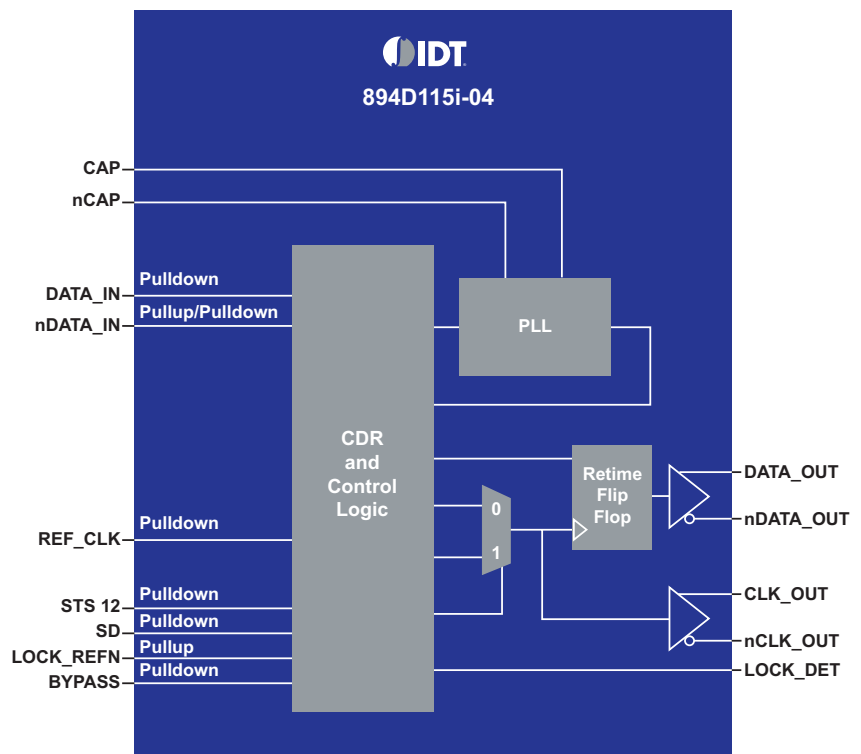 IDT
894D115i-04
CAP
nCAP
Pulldown
DATA_IN
Pullup/Pulldown
nDATA_IN
PLL
CDR
and
Control
Logic
Retime
Flip
Flop
DATA_OUT
nDATA_OUT
0
1
Pulldown
REF_CLK
Pulldown
STS 12
Pulldown
SD
Pullup
LOCK_REFN
Pulldown
BYPASS
CLK_OUT
nCLK_OUT
LOCK_DET